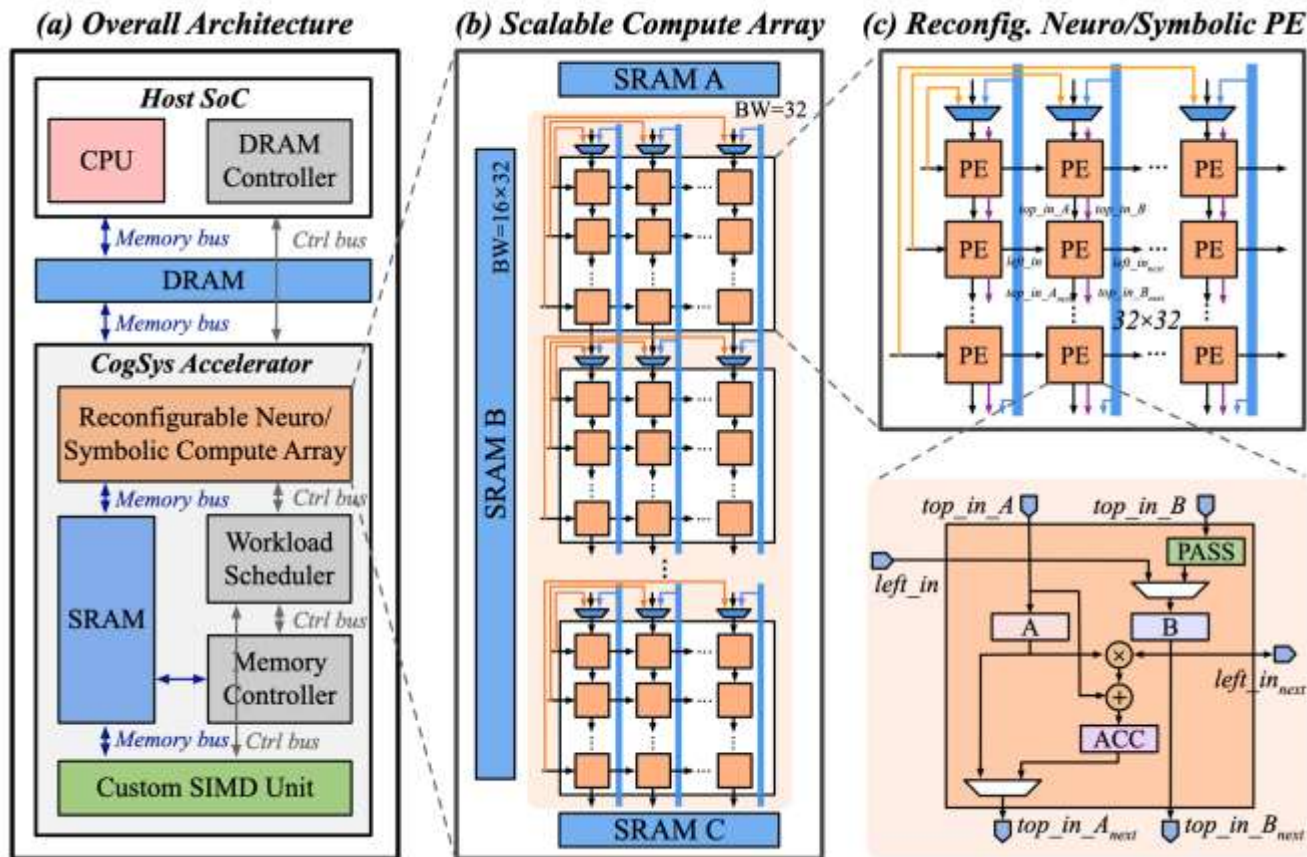 (a) Overall Architecture
Host SoC
CPU
DRAM
Controller
Memory bus
Ctrl bus
DRAM
Memory bus
CogSys Accelerator
Reconfigurable Neuro/
Symbolic Compute Array
Memory bus
Ctrl bus
SRAM
Workload
Scheduler
Ctrl bus
Memory
Controller
Memory bus
Ctrl bus
Custom SIMD Unit
(b) Scalable Compute Array
SRAM A
BW=32
BW=16×32
SRAM B
SRAM C
(c) Reconfig. Neuro/Symbolic PE
PE PE ... PE
top_in_A top_in_B
PE PE ... PE
left_in left_in_next
top_in_A_next top_in_B_next
32×32
PE PE ... PE
top_in_A top_in_B
PASS
left_in
A B
×
left_in_next
+
ACC
top_in_A_next top_in_B_next